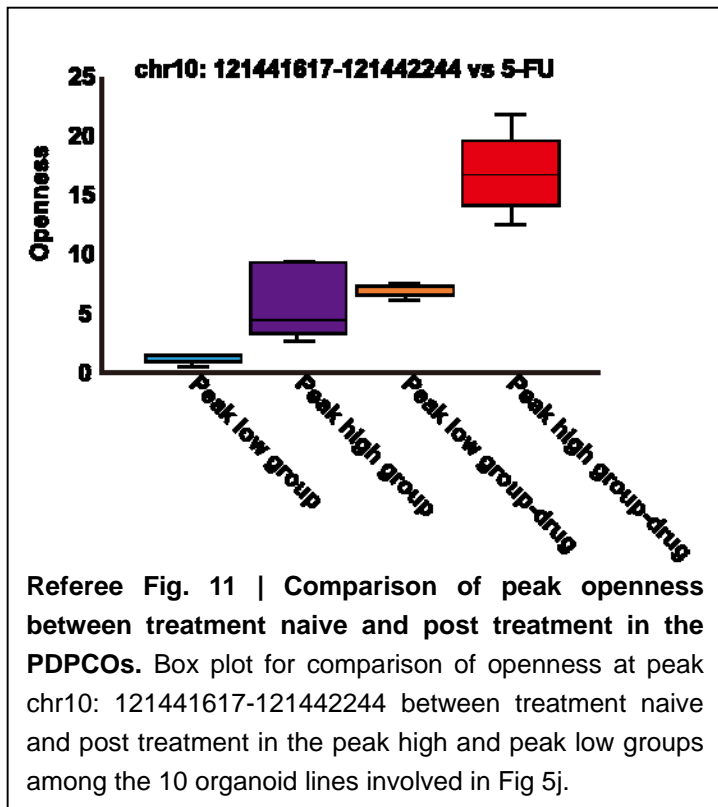 chr10: 121441617-121442244 vs 5-FU
25
20
15
10
5
0
Openness
Peak low group
Peak high group
Peak low group-drug
Peak high group-drug
Referee Fig. 11 | Comparison of peak openness
between treatment naive and post treatment in the
PDPCOs. Box plot for comparison of openness at peak
chr10: 121441617-121442244 between treatment naive
and post treatment in the peak high and peak low groups
among the 10 organoid lines involved in Fig 5j.